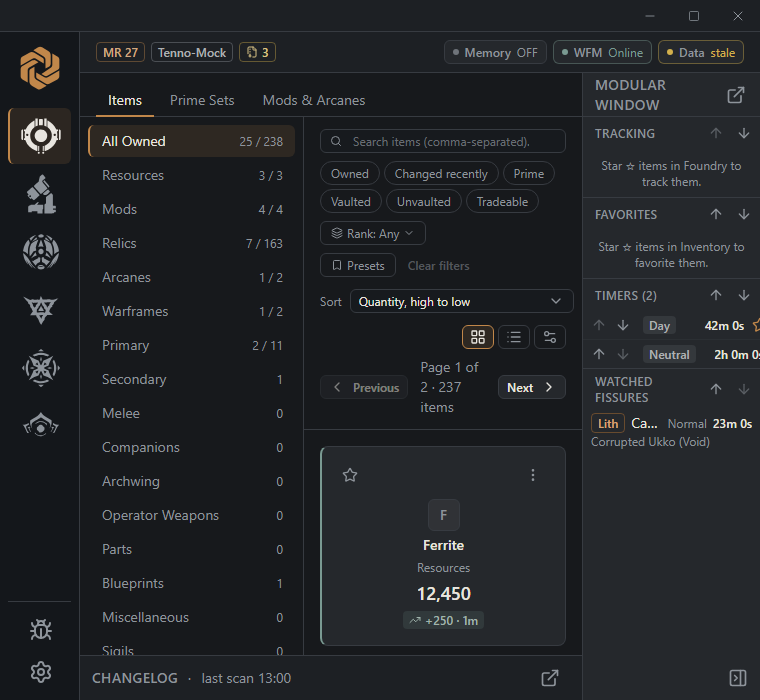 MR 27
Tenno-Mock
3
Memory OFF
WFM Online
Data stale
Items
Prime Sets
Mods & Arcanes
All Owned 25 / 238
Resources 3 / 3
Mods 4 / 4
Relics 7 / 163
Arcanes 1 / 2
Warframes 1 / 2
Primary 2 / 11
Secondary 1
Melee 0
Companions 0
Archwing 0
Operator Weapons 0
Parts 0
Blueprints 1
Miscellaneous 0
Sigils 0
Search items (comma-separated).
Owned
Changed recently
Prime
Vaulted
Unvaulted
Tradeable
Rank: Any
Presets
Clear filters
Sort
Quantity, high to low
Previous
Page 1 of
2 · 237
items
Next
F
Ferrite
Resources
12,450
+250 · 1m
CHANGELOG · last scan 13:00
MODULAR
WINDOW
TRACKING
Star ☆ items in Foundry to
track them.
FAVORITES
Star ☆ items in Inventory to
favorite them.
TIMERS (2)
Day 42m 0s
Neutral 2h 0m 0s
WATCHED
FISSURES
Lith Ca... Normal 23m 0s
Corrupted Ukko (Void)